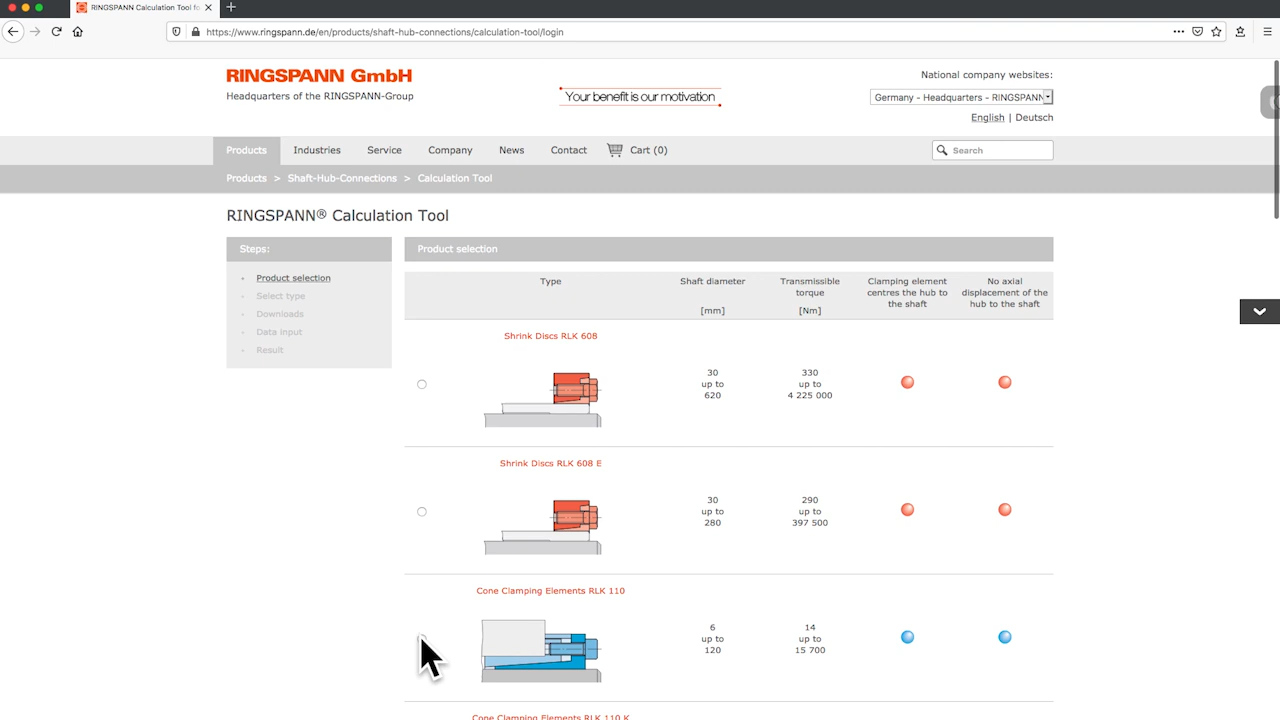 RINGSPANN Calculation Tool fo
https://www.ringspann.de/en/products/shaft-hub-connections/calculation-tool/login
RINGSPANN GmbH
Headquarters of the RINGSPANN-Group
Your benefit is our motivation
National company websites:
Germany - Headquarters - RINGSPANN
English | Deutsch
Products Industries Service Company News Contact Cart (0) Search
Products > Shaft-Hub-Connections > Calculation Tool
RINGSPANN® Calculation Tool
Steps:
Product selection
Select type
Downloads
Data input
Result
Product selection
Type
Shaft diameter
[mm]
Transmissible
torque
[Nm]
Clamping element
centres the hub to
the shaft
No axial
displacement of the
hub to the shaft
Shrink Discs RLK 608
30
up to
620
330
up to
4 225 000
Shrink Discs RLK 608 E
30
up to
280
290
up to
397 500
Cone Clamping Elements RLK 110
6
up to
120
14
up to
15 700
Cone Clamping Elements RLK 110 K